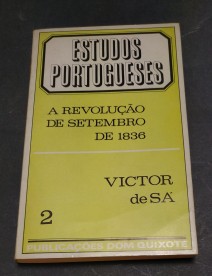 ESTUDOS
PORTUGUESES
A REVOLUÇÃO
DE SETEMBRO
DE 1836
VICTOR
de SÁ
2
PUBLICAÇÕES DOM QUIXOTE